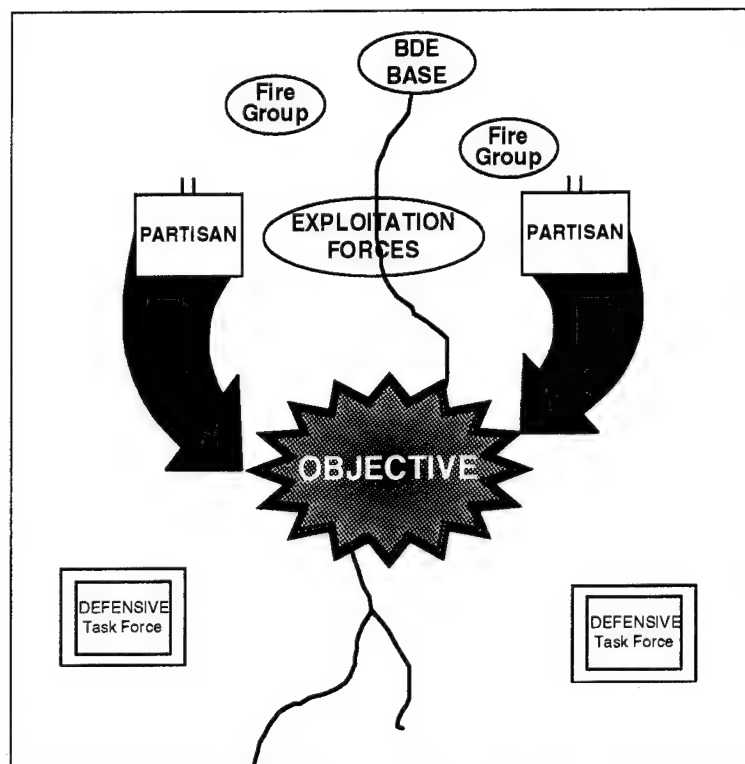 BDE
BASE
Fire
Group
Fire
Group
PARTISAN
EXPLOITATION
FORCES
PARTISAN
OBJECTIVE
DEFENSIVE
Task Force
DEFENSIVE
Task Force